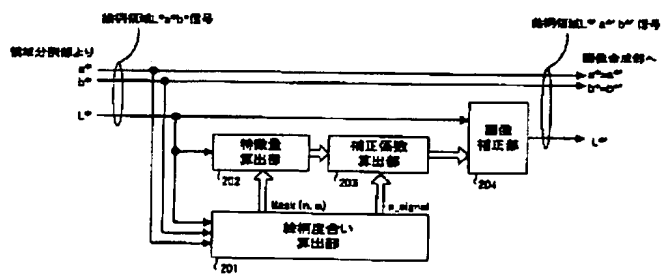 絵柄領域L*a*b*信号
絵柄領域L*' a*' b*' 信号
領域分割部より
画像合成部へ
a*
b*
L*
a*=a*'
b*=b*'
L*'
特徴量
算出部
202
補正係数
算出部
203
画像
補正部
204
Mask (n, m)
n_signal
絵柄度合い
算出部
201